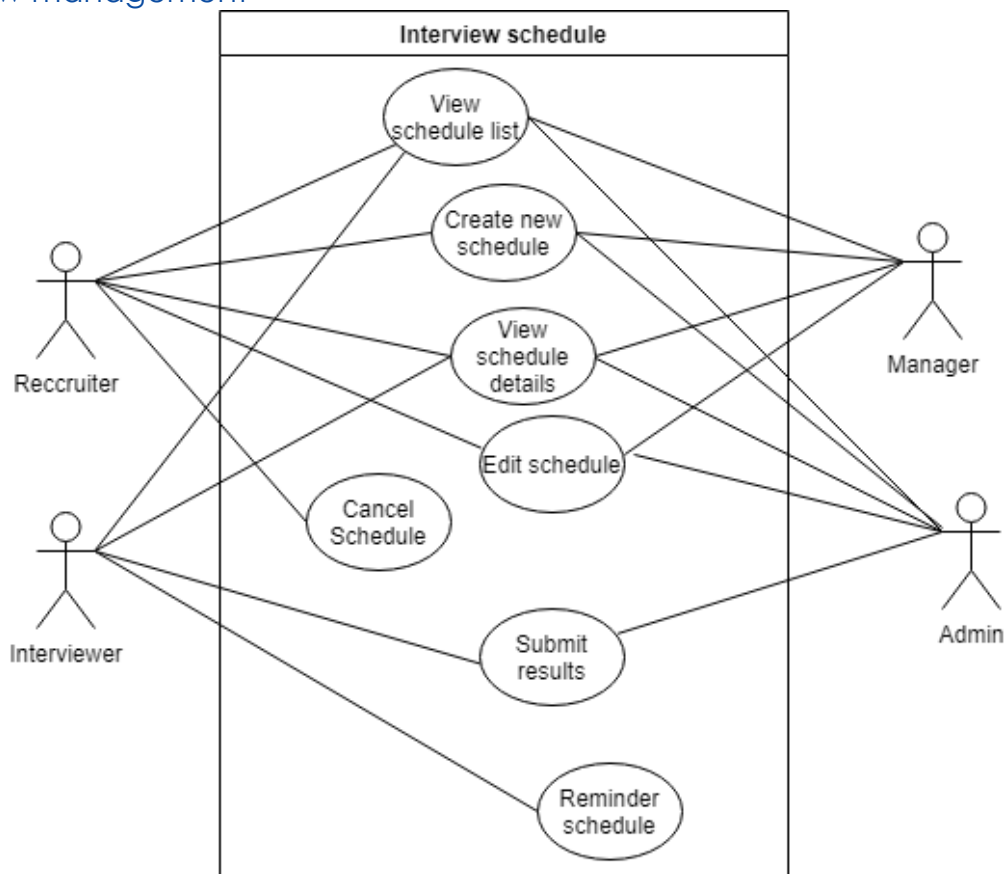 management
Interview schedule
View
schedule list
Create new
schedule
View
schedule
details
Edit schedule
Cancel
Schedule
Submit
results
Reminder
schedule
Reccruiter
Interviewer
Manager
Admin